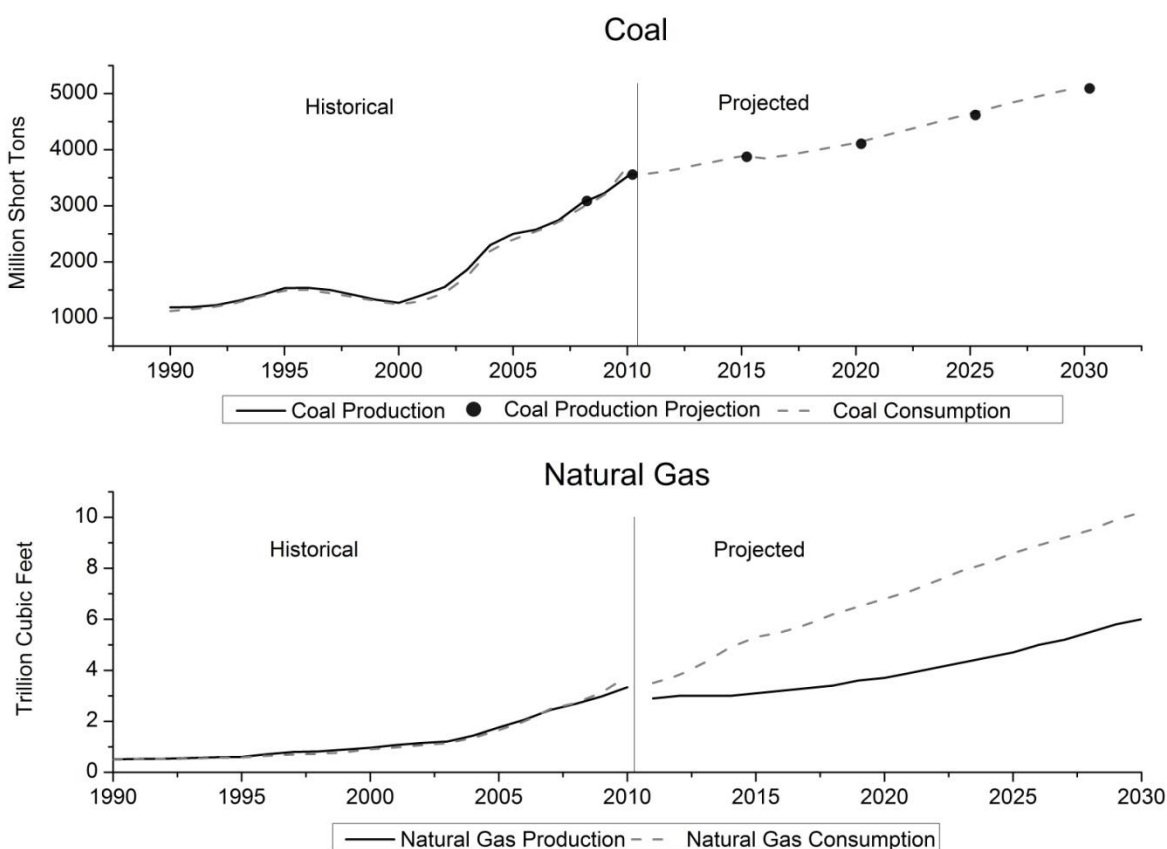 Coal
Million Short Tons
5000
4000
3000
2000
1000
Historical
Projected
1990 1995 2000 2005 2010 2015 2020 2025 2030
Coal Production Coal Production Projection Coal Consumption
Natural Gas
Trillion Cubic Feet
10
8
6
4
2
0
Historical
Projected
1990 1995 2000 2005 2010 2015 2020 2025 2030
Natural Gas Production Natural Gas Consumption